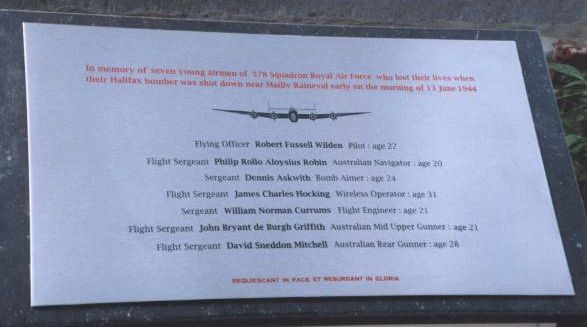 In memory of seven young airmen of 578 Squadron Royal Air Force who lost their lives when
their Halifax bomber was shot down near Mailly Raineval early on the morning of 13 June 1944
Flying Officer Robert Fussell Wilden Pilot : age 22
Flight Sergeant Philip Rollo Aloysius Robin Australian Navigator : age 20
Sergeant Dennis Askwith Bomb Aimer : age 24
Flight Sergeant James Charles Hocking Wireless Operator : age 31
Sergeant William Norman Currums Flight Engineer : age 21
Flight Sergeant John Bryant de Burgh Griffith Australian Mid Upper Gunner : age 21
Flight Sergeant David Sneddon Mitchell Australian Rear Gunner : age 28
REQUIESCANT IN PACE ET RESURGANT IN GLORIA